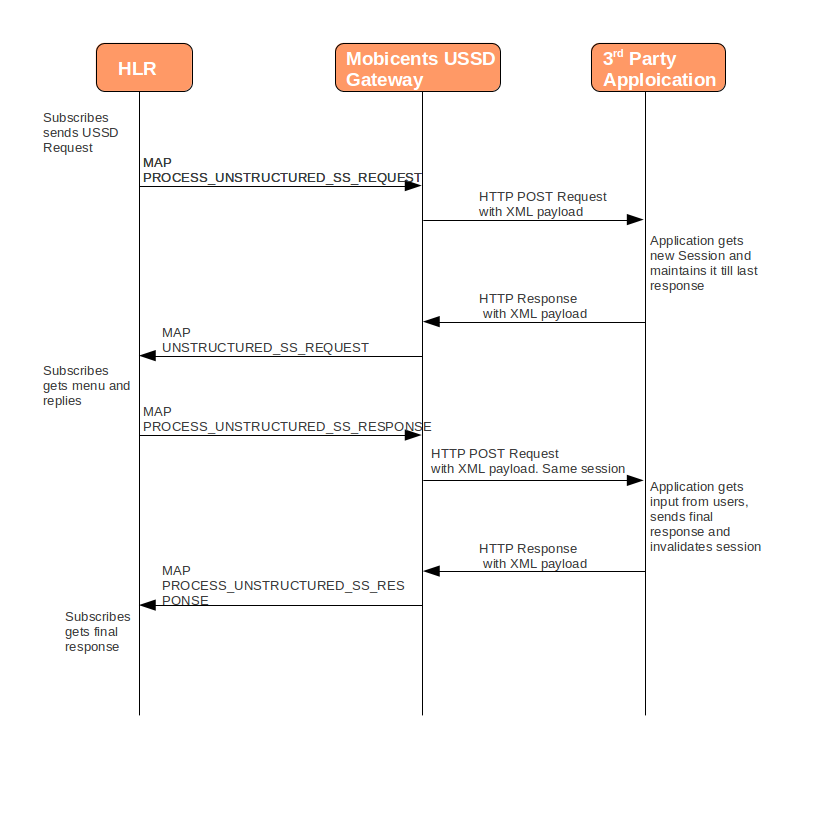 HLR
Mobicents USSD
Gateway
3rd Party
Apploication
Subscribes
sends USSD
Request
MAP
PROCESS_UNSTRUCTURED_SS_REQUEST
HTTP POST Request
with XML payload
Application gets
new Session and
maintains it till last
response
HTTP Response
with XML payload
MAP
UNSTRUCTURED_SS_REQUEST
Subscribes
gets menu and
replies
MAP
PROCESS_UNSTRUCTURED_SS_RESPONSE
HTTP POST Request
with XML payload. Same session
Application gets
input from users,
sends final
response and
invalidates session
HTTP Response
with XML payload
MAP
PROCESS_UNSTRUCTURED_SS_RES
PONSE
Subscribes
gets final
response